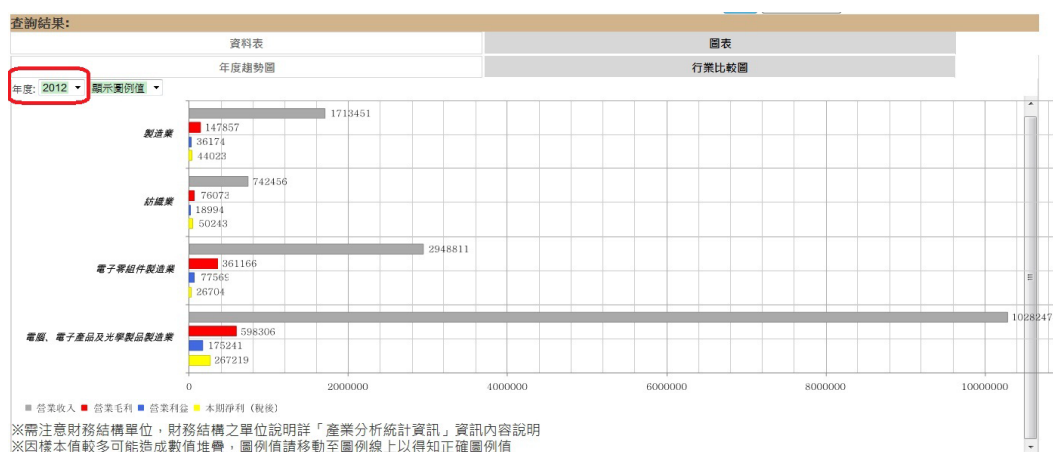 查詢結果:
資料表 圖表
年度趨勢圖 行業比較圖
年度: 2012 顯示圖例值
製造業
1713451
147857
36174
44023
紡織業
742456
76073
18994
50243
電子零組件製造業
2948811
361166
77569
26704
電腦、電子產品及光學製品製造業
1028247
598306
175241
267219
0 2000000 4000000 6000000 8000000 10000000
營業收入 營業毛利 營業利益 本期淨利（稅後）
※需注意財務結構單位，財務結構之單位說明詳「產業分析統計資訊」資訊內容說明
※因樣本值較多可能造成數值堆疊，圖例值請移動至圖例線上以得知正確圖例值